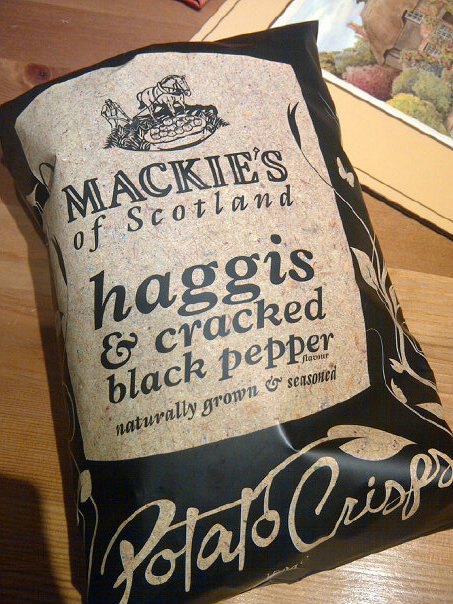 MACKIE'S
of Scotland
haggis
& cracked
black pepper
flavour
naturally grown & seasoned
Potato Crisps